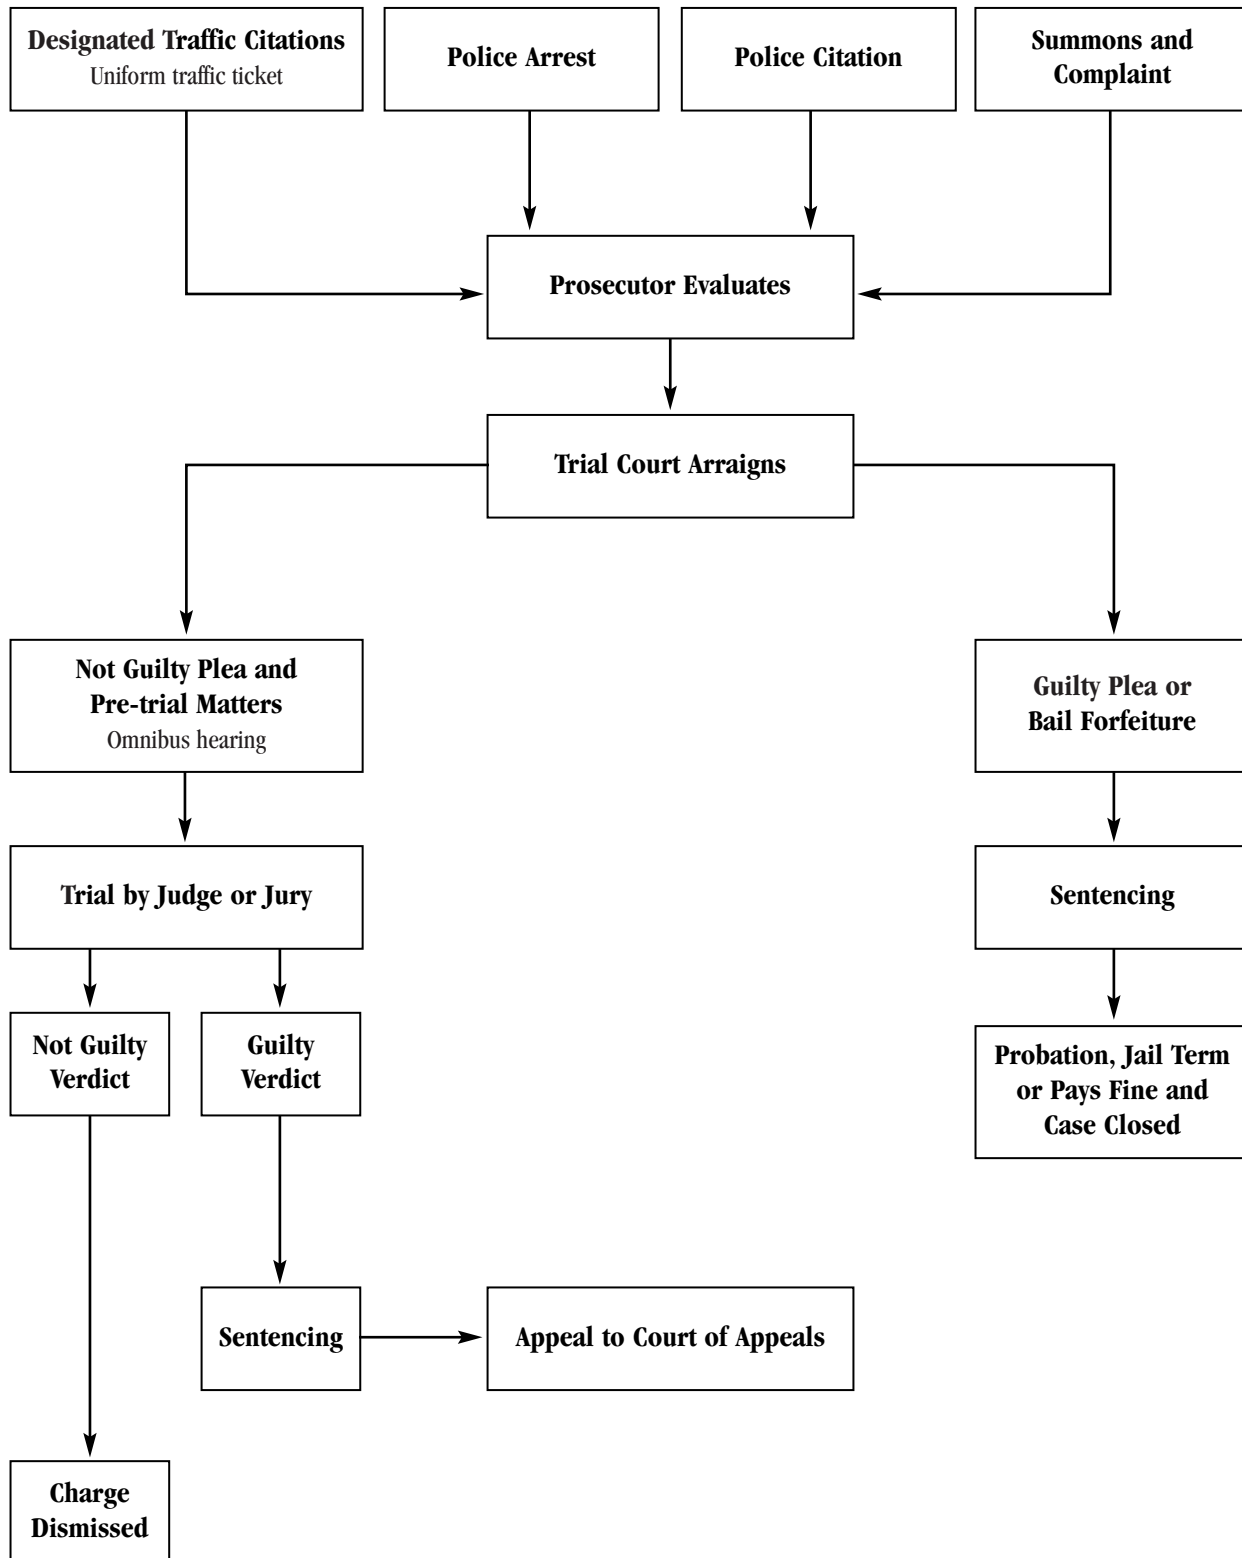 Designated Traffic Citations
Uniform traffic ticket
Police Arrest
Police Citation
Summons and
Complaint
Prosecutor Evaluates
Trial Court Arraigns
Not Guilty Plea and
Pre-trial Matters
Omnibus hearing
Guilty Plea or
Bail Forfeiture
Trial by Judge or Jury
Sentencing
Not Guilty
Verdict
Guilty
Verdict
Probation, Jail Term
or Pays Fine and
Case Closed
Sentencing
Appeal to Court of Appeals
Charge
Dismissed